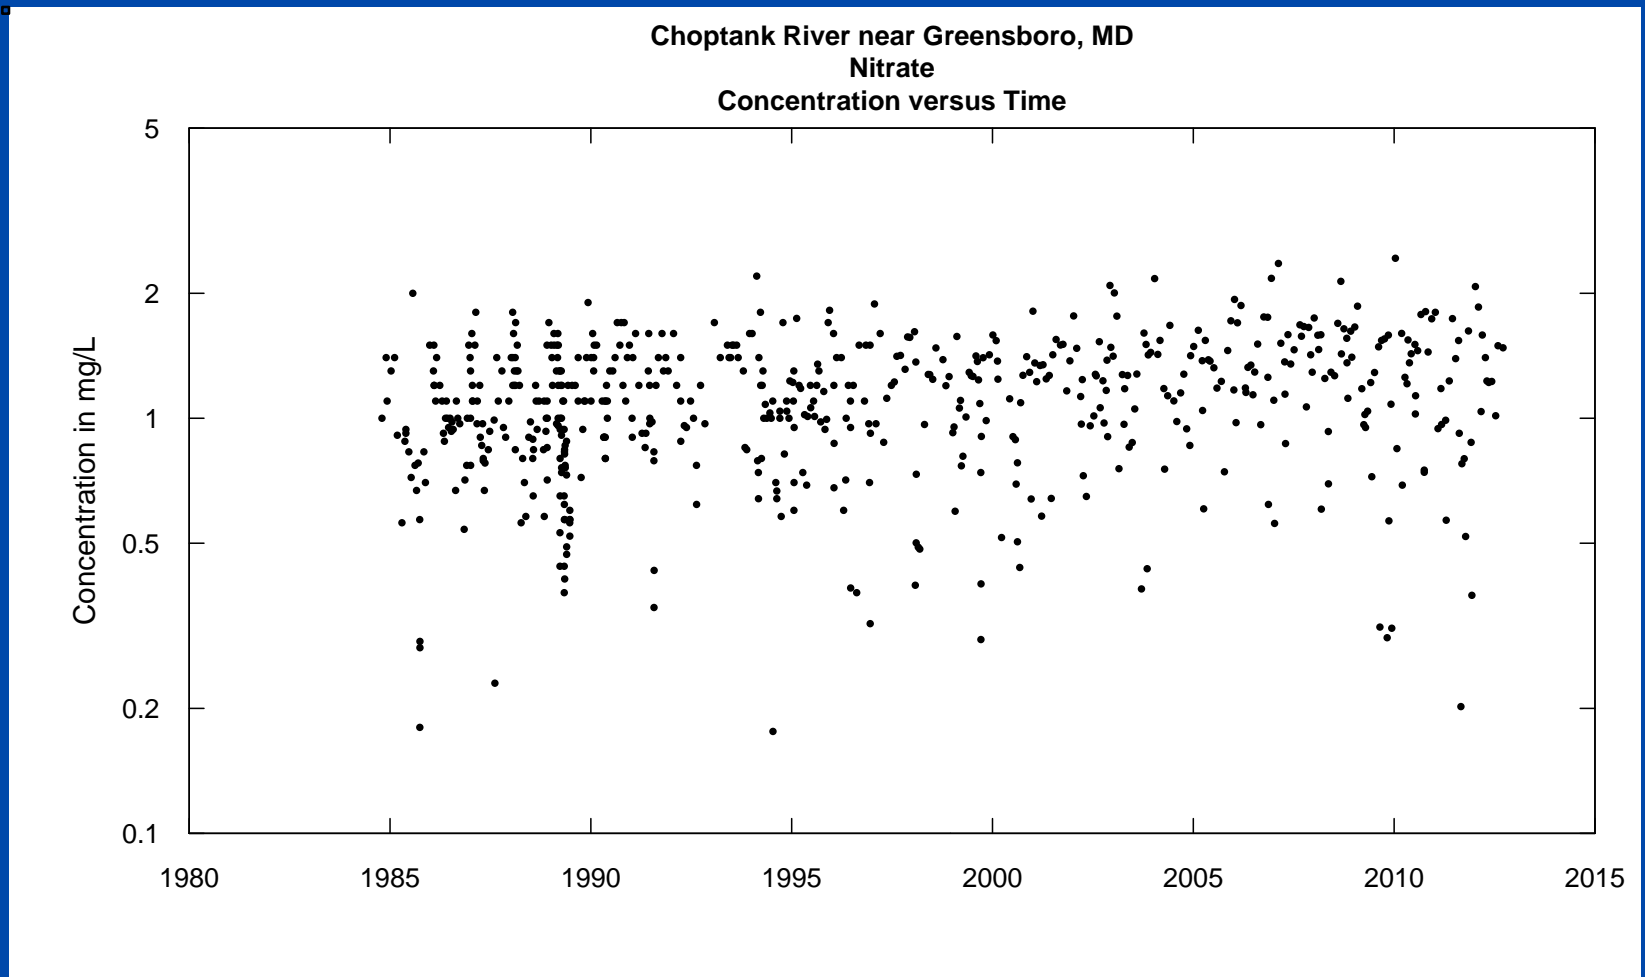 Choptank River near Greensboro, MD
Nitrate
Concentration versus Time
Concentration in mg/L
5
2
1
0.5
0.2
0.1
1980 1985 1990 1995 2000 2005 2010 2015